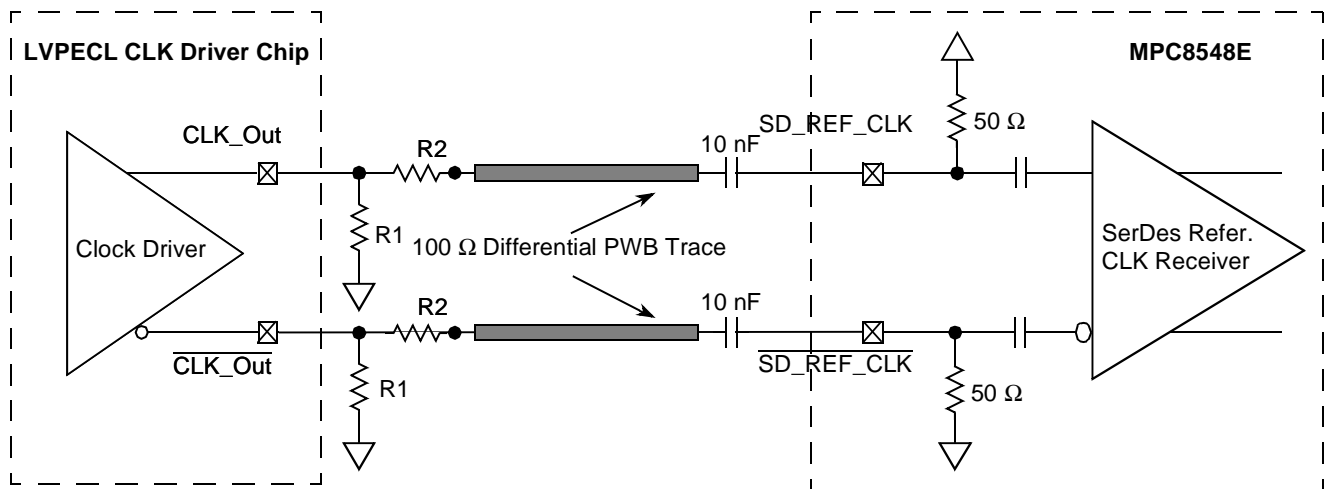 LVPECL CLK Driver Chip
MPC8548E
CLK_Out
R2
10 nF
SD_REF_CLK
50 Ω
R1
Clock Driver
100 Ω Differential PWB Trace
SerDes Refer.
CLK Receiver
R2
10 nF
CLK_Out
SD_REF_CLK
R1
50 Ω